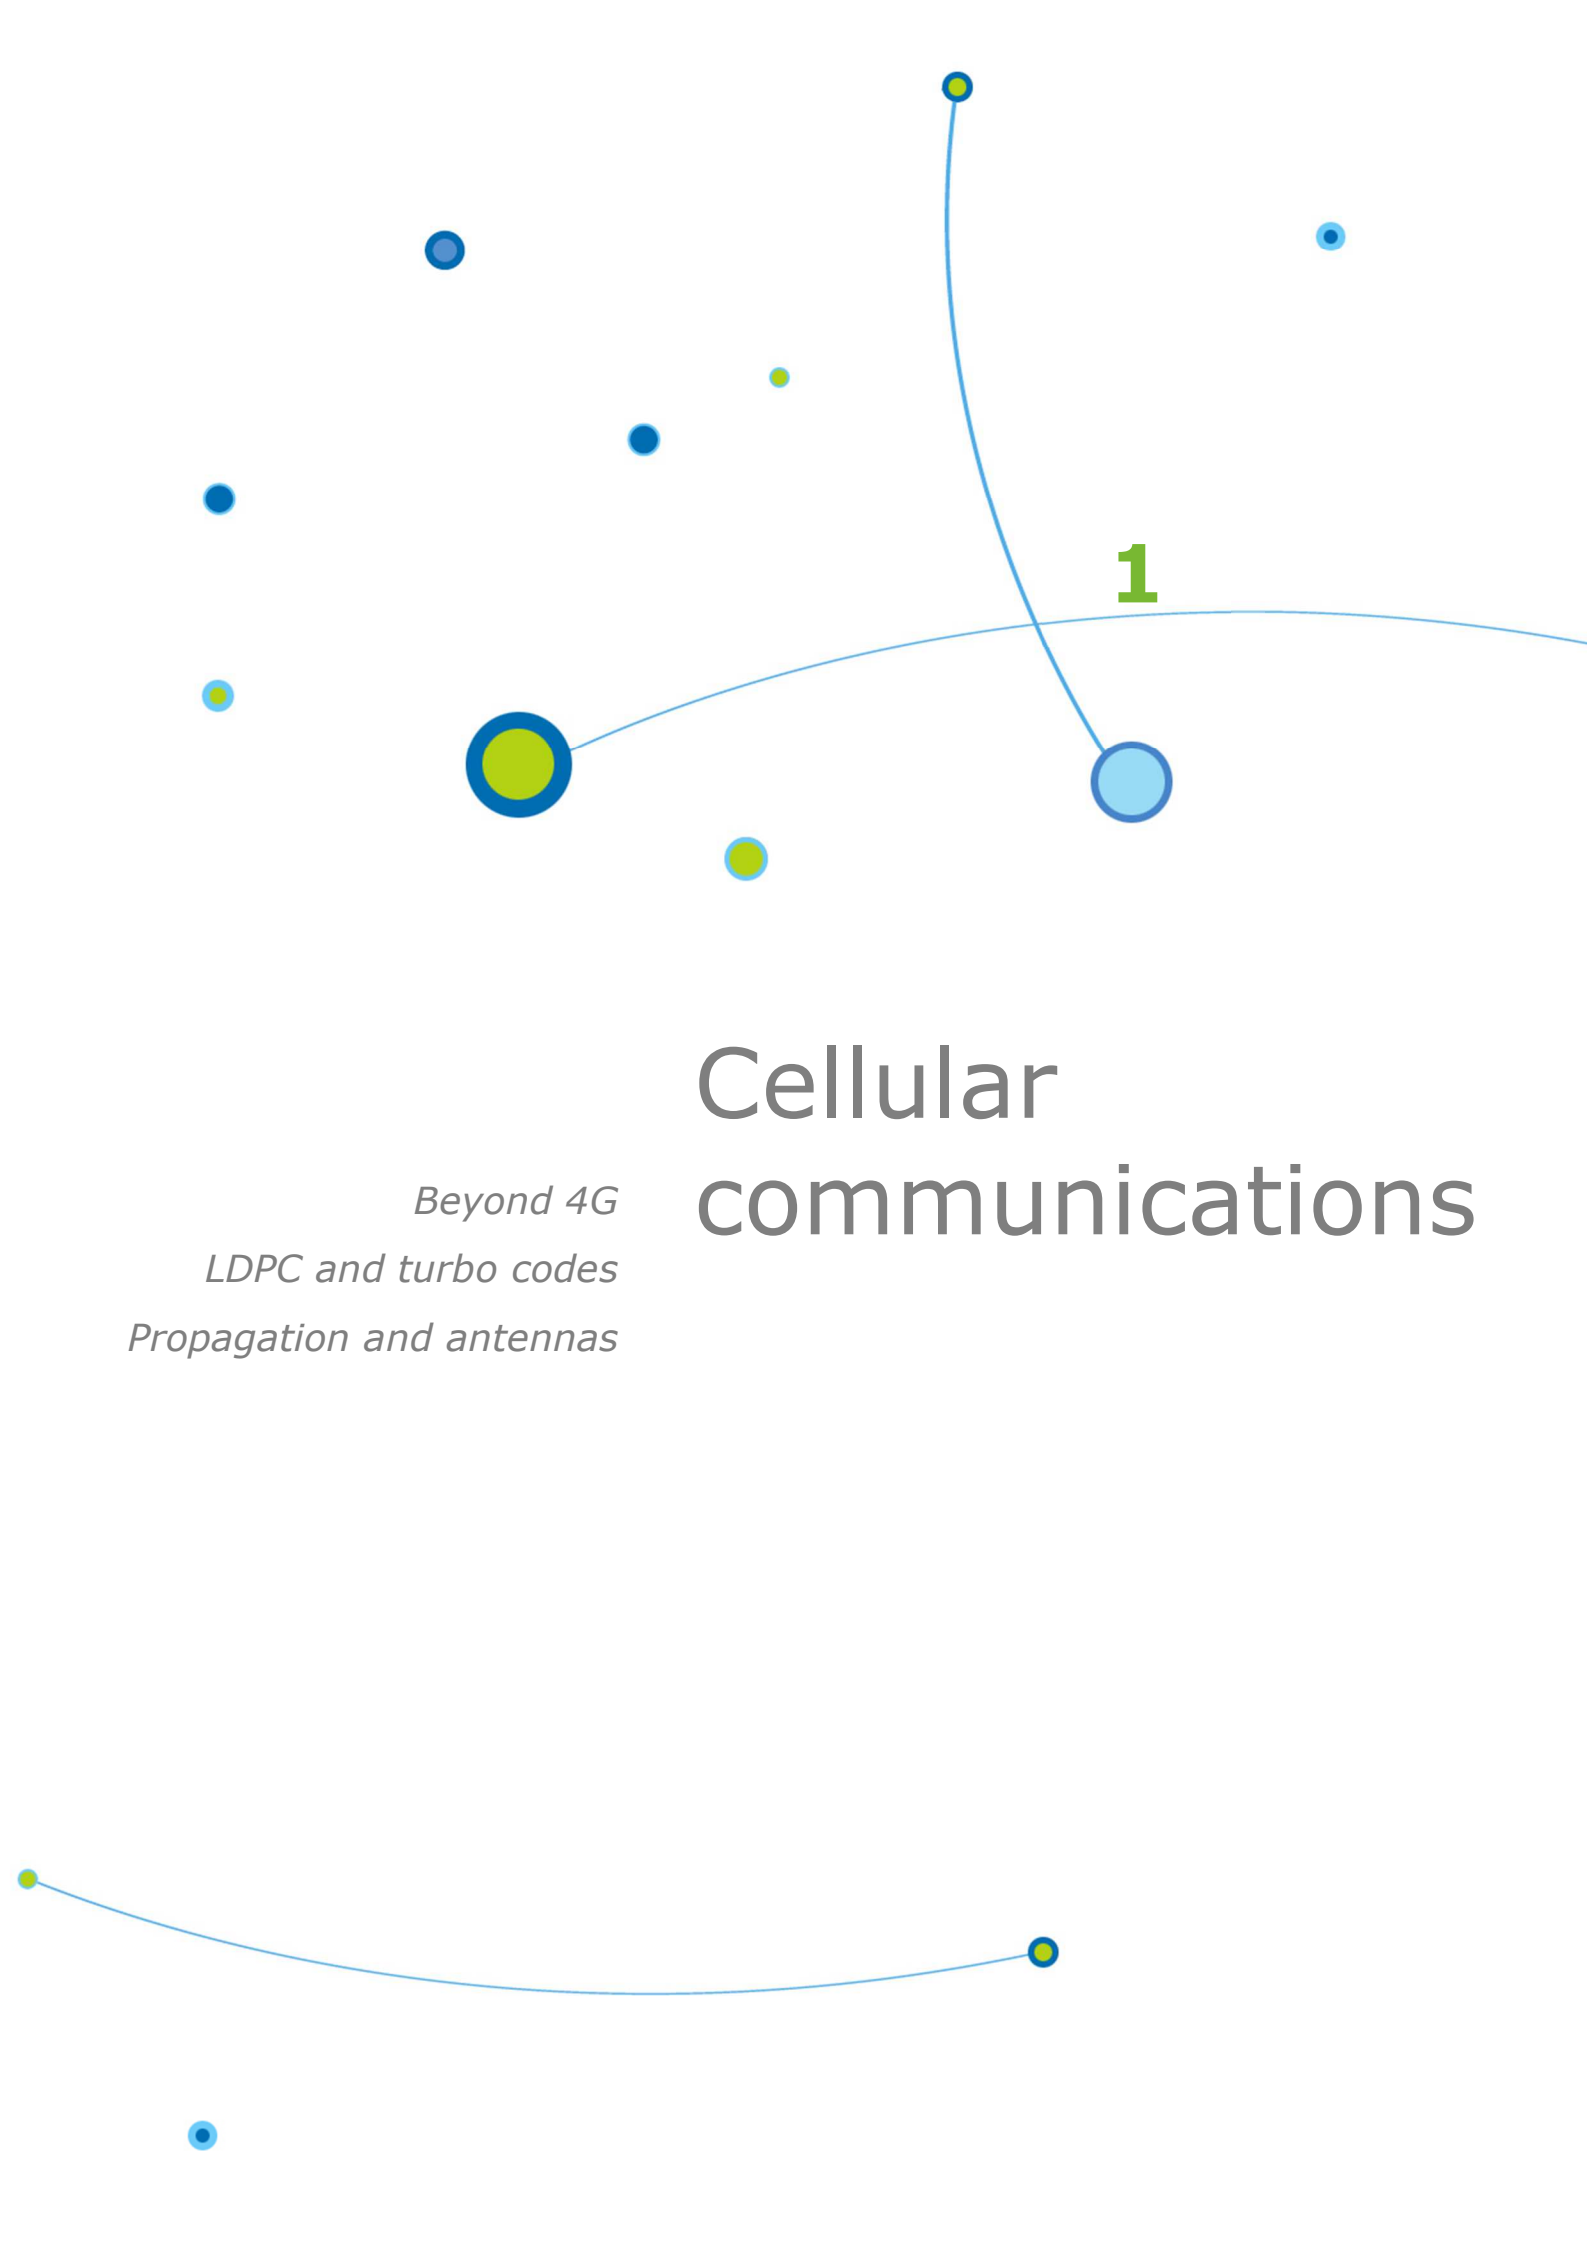 1
Cellular
communications
Beyond 4G
LDPC and turbo codes
Propagation and antennas